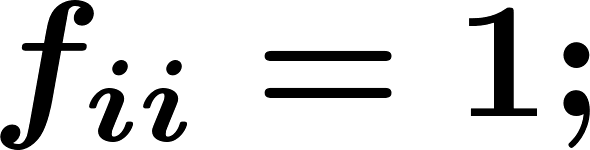 f_{ii} = 1;